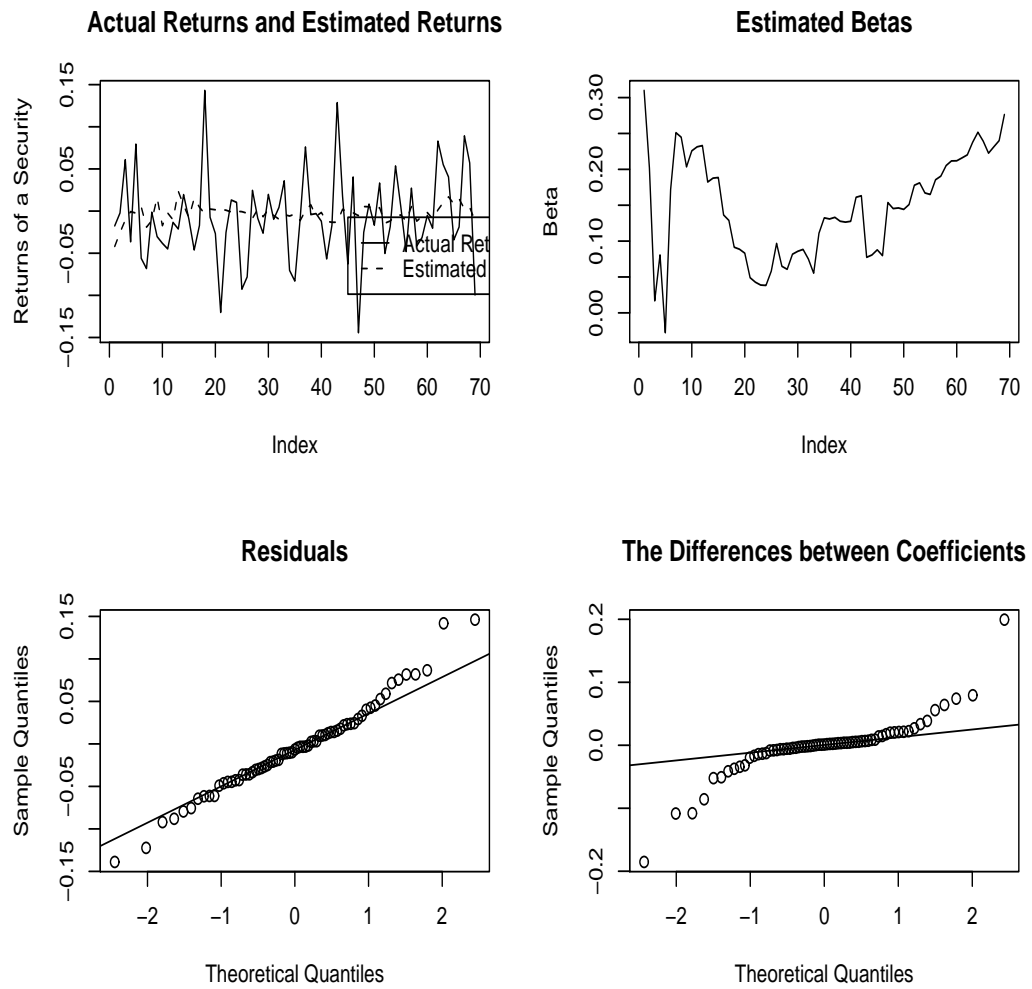 Actual Returns and Estimated Returns
Returns of a Security
0.15
0.05
−0.05
−0.15
Actual Ret
Estimated
0 10 20 30 40 50 60 70
Index
Estimated Betas
Beta
0.30
0.20
0.10
0.00
0 10 20 30 40 50 60 70
Index
Residuals
Sample Quantiles
0.15
0.05
−0.05
−0.15
−2 −1 0 1 2
Theoretical Quantiles
The Differences between Coefficients
Sample Quantiles
0.2
0.1
0.0
−0.2
−2 −1 0 1 2
Theoretical Quantiles